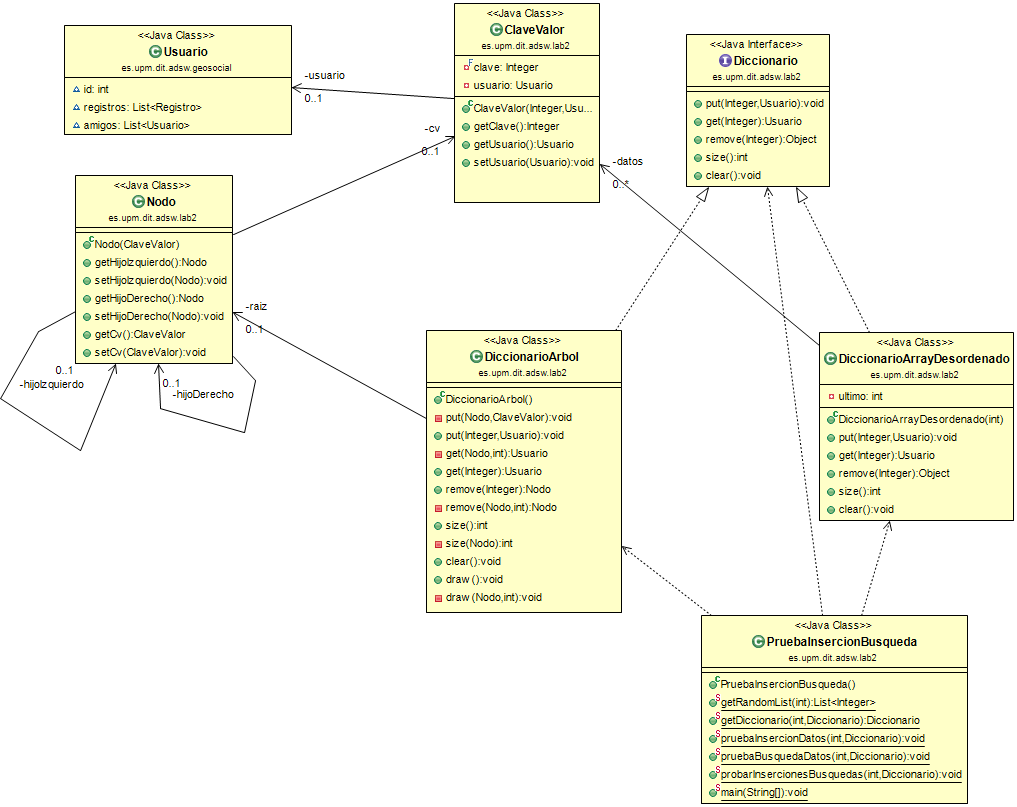 <<Java Class>>
Usuario
es.upm.dit.adsw.geosocial
id: int
registros: List<Registro>
amigos: List<Usuario>
-usuario
0..1
<<Java Class>>
ClaveValor
es.upm.dit.adsw.lab2
clave: Integer
usuario: Usuario
ClaveValor(Integer,Usu...
getClave():Integer
getUsuario():Usuario
setUsuario(Usuario):void
<<Java Interface>>
Diccionario
es.upm.dit.adsw.lab2
put(Integer,Usuario):void
get(Integer):Usuario
remove(Integer):Object
size():int
clear():void
-cv
0..1
-datos
0..*
<<Java Class>>
Nodo
es.upm.dit.adsw.lab2
Nodo(ClaveValor)
getHijoIzquierdo():Nodo
setHijoIzquierdo(Nodo):void
getHijoDerecho():Nodo
setHijoDerecho(Nodo):void
getCv():ClaveValor
setCv(ClaveValor):void
0..1
-hijoIzquierdo
0..1
-hijoDerecho
-raiz
0..1
<<Java Class>>
DiccionarioArbol
es.upm.dit.adsw.lab2
DiccionarioArbol()
put(Nodo,ClaveValor):void
put(Integer,Usuario):void
get(Nodo,int):Usuario
get(Integer):Usuario
remove(Integer):Nodo
remove(Nodo,int):Nodo
size():int
size(Nodo):int
clear():void
draw():void
draw(Nodo,int):void
<<Java Class>>
DiccionarioArrayDesordenado
es.upm.dit.adsw.lab2
ultimo: int
DiccionarioArrayDesordenado(int)
put(Integer,Usuario):void
get(Integer):Usuario
remove(Integer):Object
size():int
clear():void
<<Java Class>>
PruebaInsercionBusqueda
es.upm.dit.adsw.lab2
PruebaInsercionBusqueda()
getRandomList(int):List<Integer>
getDiccionario(int,Diccionario):Diccionario
pruebaInsercionDatos(int,Diccionario):void
pruebaBusquedaDatos(int,Diccionario):void
probarInsercionesBusquedas(int,Diccionario):void
main(String[]):void